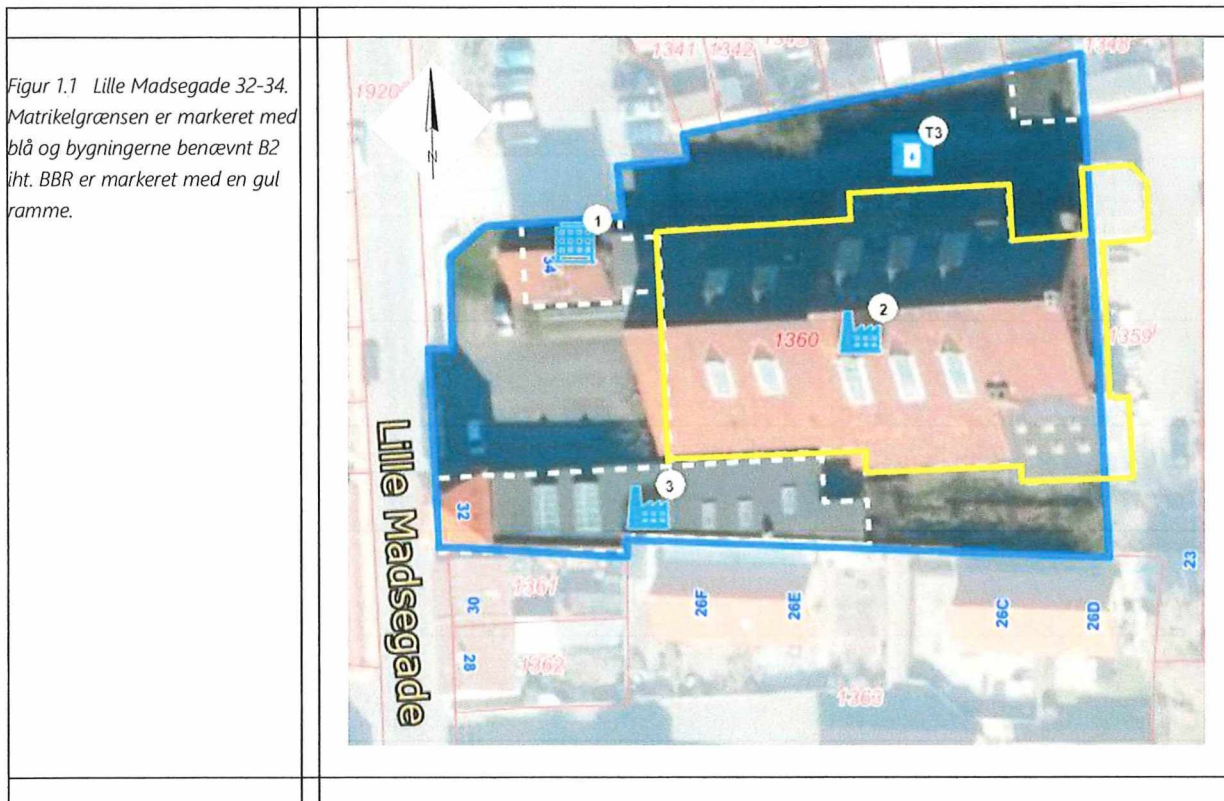 Figur 1.1 Lille Madsegade 32-34.
Matrikelgrænsen er markeret med
blå og bygningerne benævnt B2
iht. BBR er markeret med en gul
ramme.
1341
1342
1348
1920
N
T3
1
34
2
1360
1359
Lille Madsegade
3
32
23
1361
30
26F
26E
26C
26D
28
1362